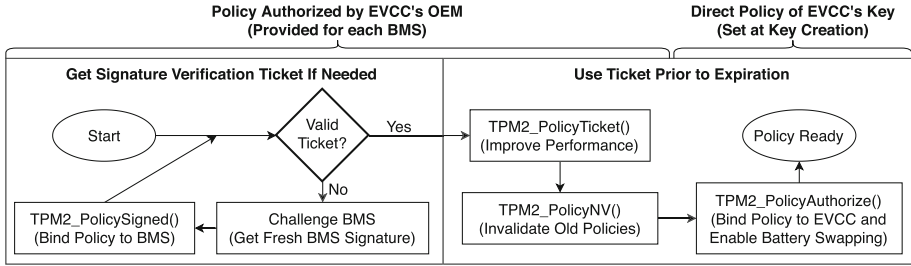 Policy Authorized by EVCC's OEM
(Provided for each BMS)
Direct Policy of EVCC's Key
(Set at Key Creation)
Get Signature Verification Ticket If Needed
Use Ticket Prior to Expiration
Start
Valid
Ticket?
Yes
No
Challenge BMS
(Get Fresh BMS Signature)
TPM2_PolicySigned()
(Bind Policy to BMS)
TPM2_PolicyTicket()
(Improve Performance)
TPM2_PolicyNV()
(Invalidate Old Policies)
TPM2_PolicyAuthorize()
(Bind Policy to EVCC and
Enable Battery Swapping)
Policy Ready